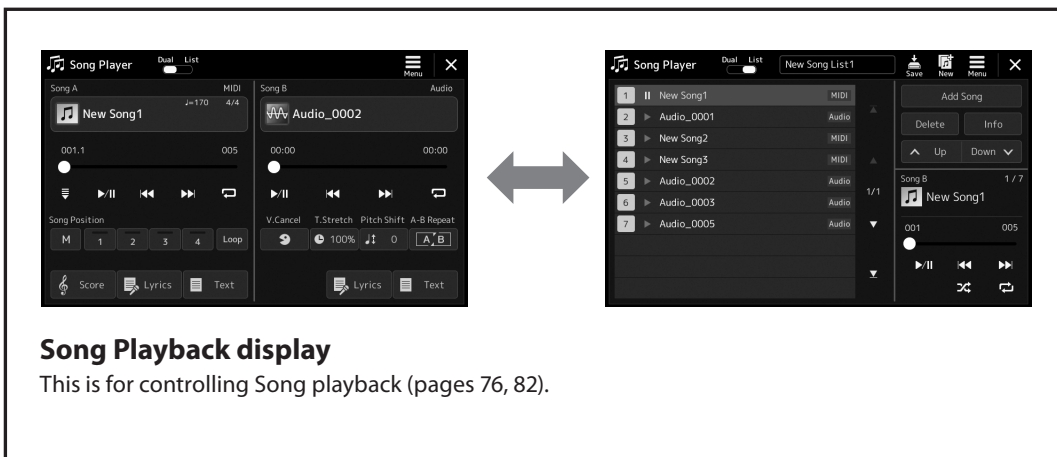 Song Player
Dual List
Menu
Song A MIDI
♩=170 4/4
New Song1
001.1 005
Song Position
M 1 2 3 4 Loop
Score Lyrics Text
Song B Audio
Audio_0002
00:00 00:00
V.Cancel T.Stretch Pitch Shift A-B Repeat
100% 0 A B
Lyrics Text
Song Player
Dual List
New Song List1
Save New Menu
1 New Song1 MIDI
2 Audio_0001 Audio
3 New Song2 MIDI
4 New Song3 MIDI
5 Audio_0002 Audio
6 Audio_0003 Audio
7 Audio_0005 Audio
1/1
Add Song
Delete Info
Up Down
Song B 1/7
New Song1
001 005
Song Playback display
This is for controlling Song playback (pages 76, 82).